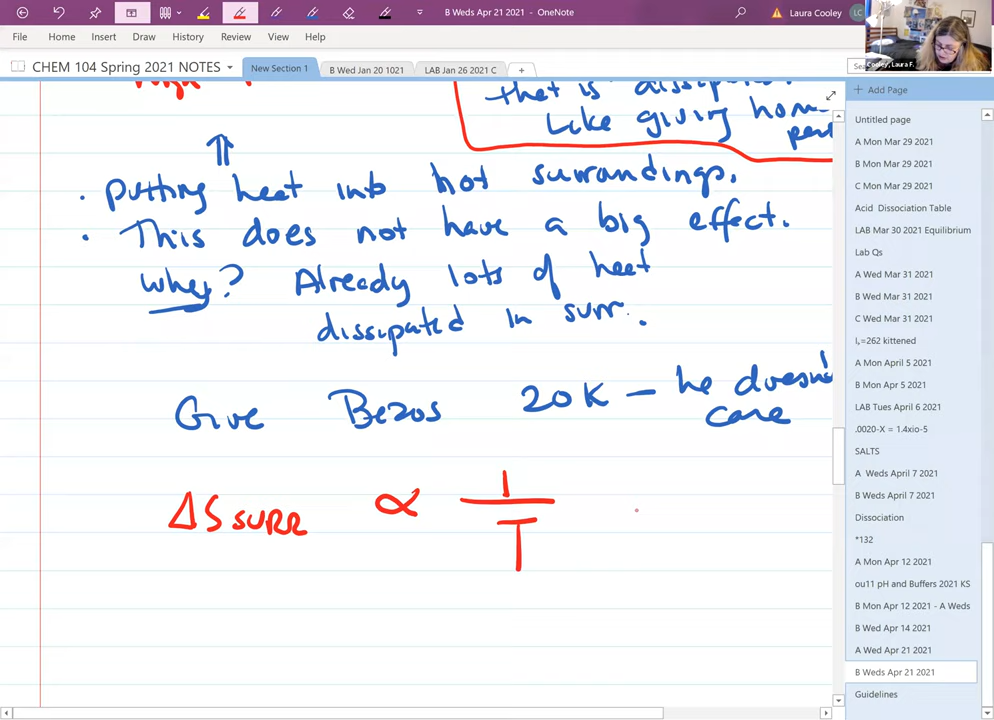 B Weds Apr 21 2021 - OneNote
Laura Cooley
LC
File Home Insert Draw History Review View Help
Cooley, Laura F.
CHEM 104 Spring 2021 NOTES
New Section 1
B Wed Jan 20 1021
LAB Jan 26 2021 C
Add Page
that is
Like giving
⇑
· Putting heat into hot surrandings.
· This does not have a big effect.
Why? Already lots of heat
dissipated in surr.
Give Bezos 20K — he doesn't
care
ΔS SURR ∝ 1
T
Untitled page
A Mon Mar 29 2021
B Mon Mar 29 2021
C Mon Mar 29 2021
Acid Dissociation Table
LAB Mar 30 2021 Equilibrium
Lab Qs
A Wed Mar 31 2021
B Wed Mar 31 2021
C Wed Mar 31 2021
I,=262 kittened
A Mon April 5 2021
B Mon Apr 5 2021
LAB Tues April 6 2021
.0020-X = 1.4xio-5
SALTS
A Weds April 7 2021
B Weds April 7 2021
Dissociation
*132
A Mon Apr 12 2021
ou11 pH and Buffers 2021 KS
B Mon Apr 12 2021 - A Weds
B Wed Apr 14 2021
A Wed Apr 21 2021
B Weds Apr 21 2021
Guidelines